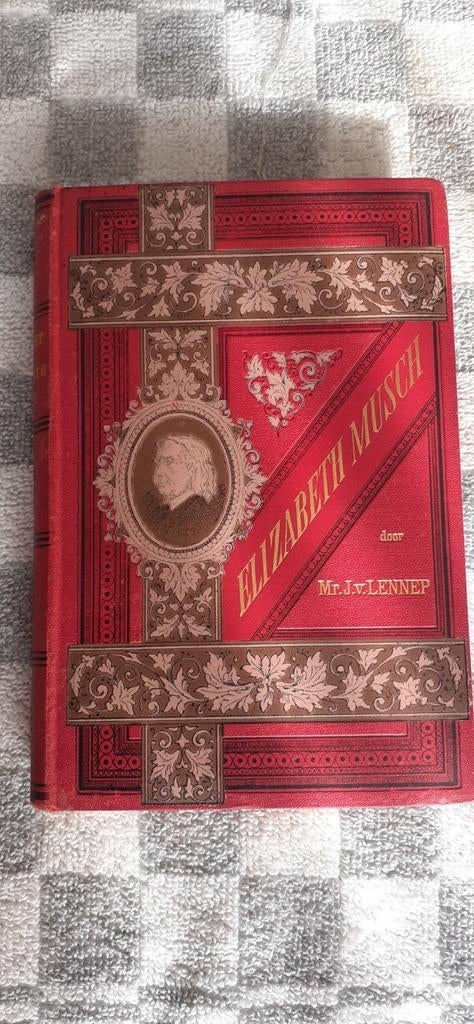 ELIZABETH MUSCH
door
Mr. J. v. LENNEP